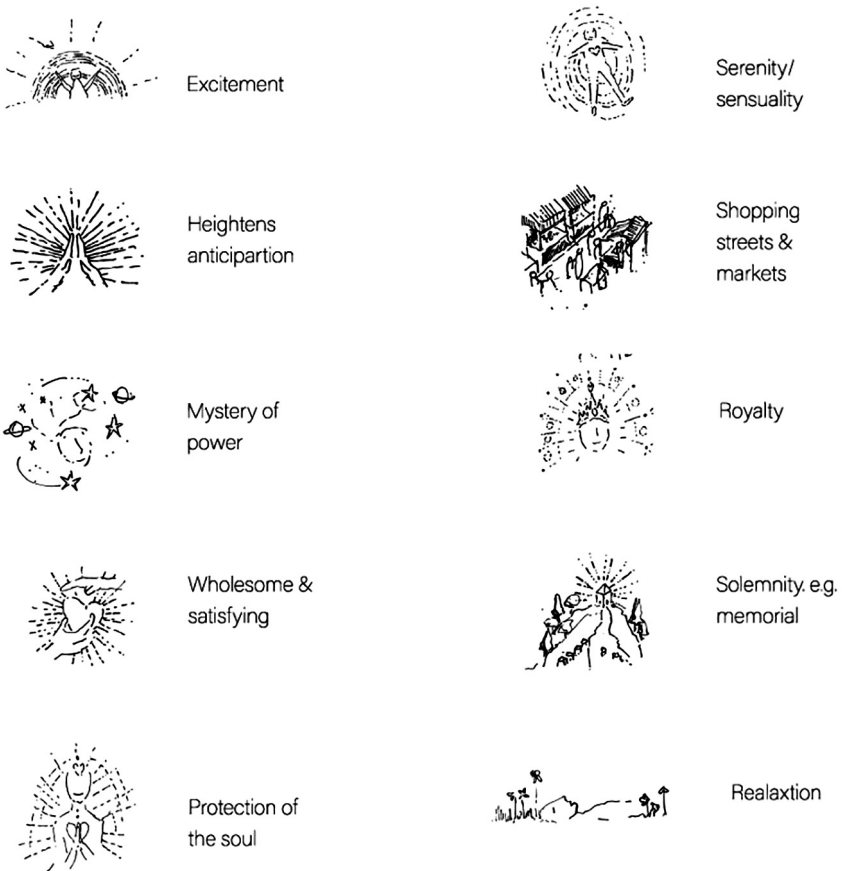 Excitement
Serenity/
sensuality
Heightens
anticipartion
Shopping
streets &
markets
Mystery of
power
Royalty
Wholesome &
satisfying
Solemnity. e.g.
memorial
Protection of
the soul
Realaxtion